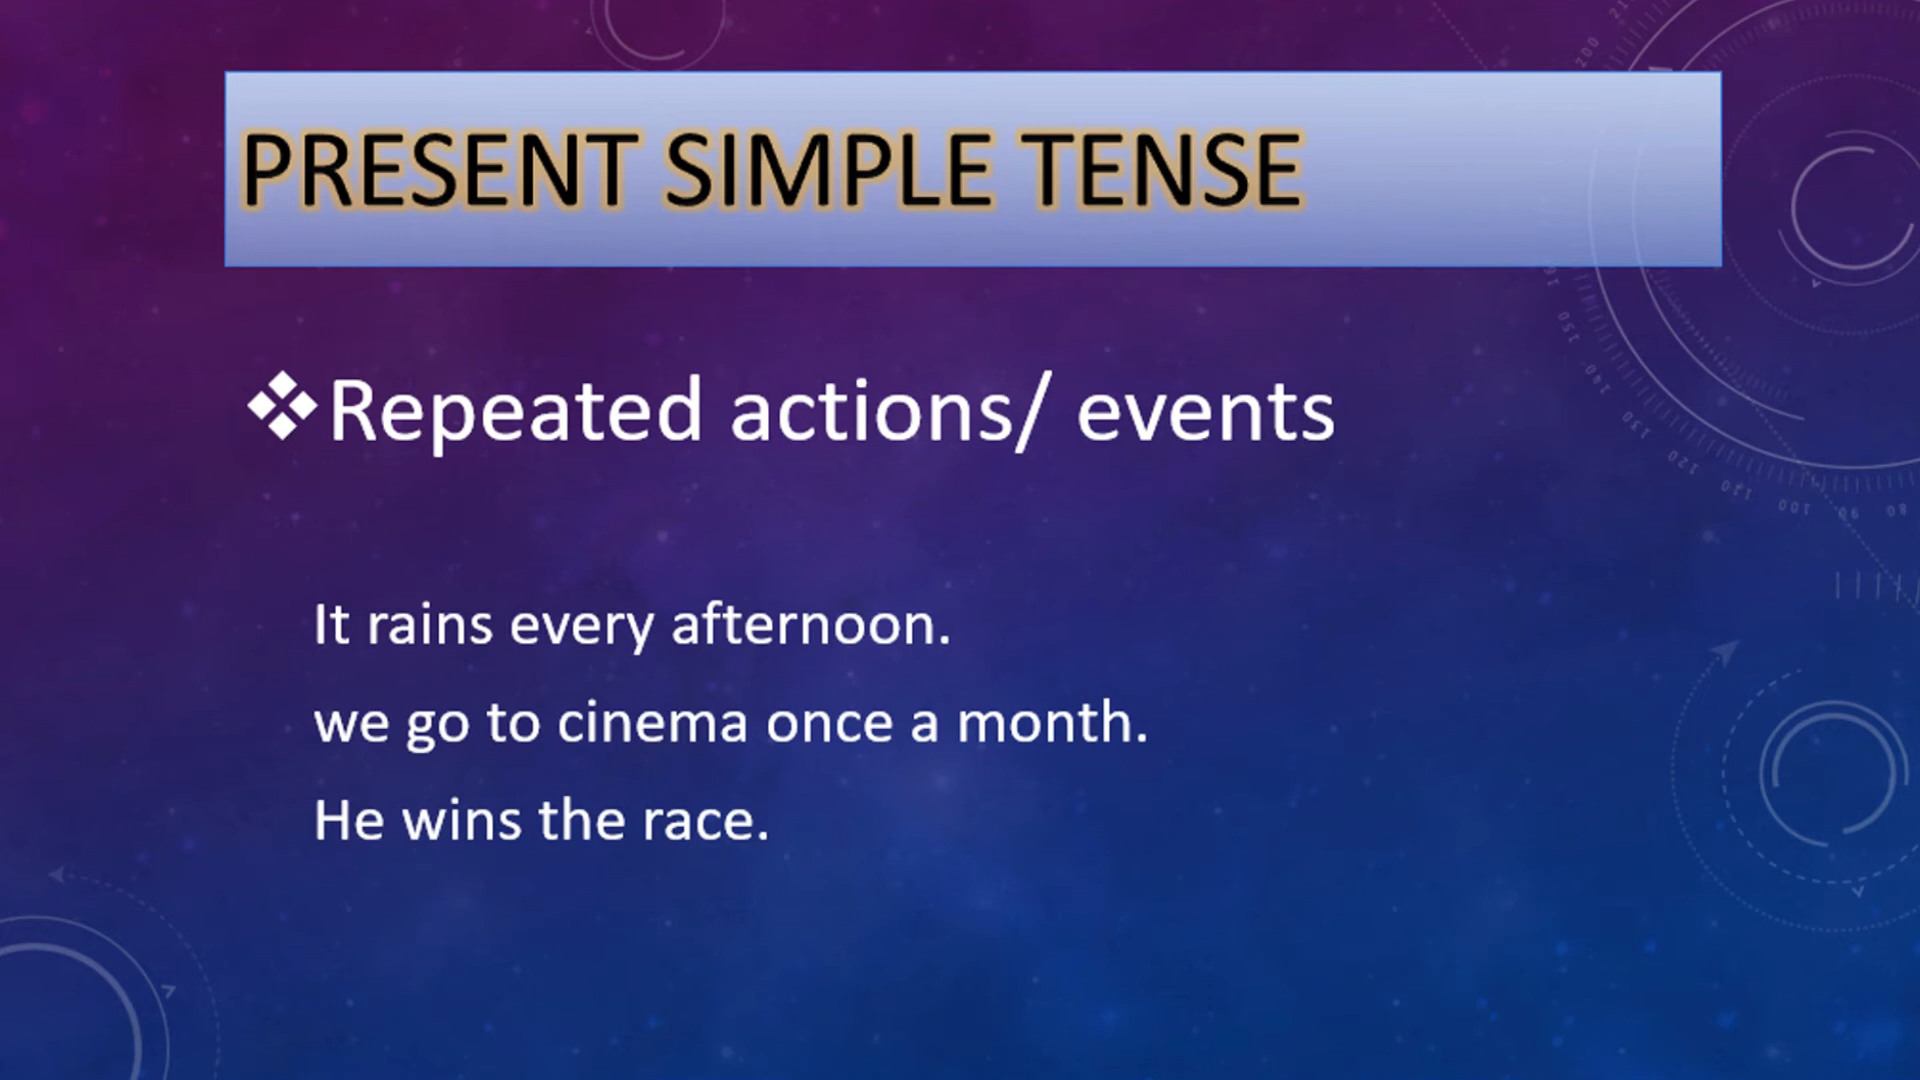 PRESENT SIMPLE TENSE
❖Repeated actions/ events
It rains every afternoon.
we go to cinema once a month.
He wins the race.